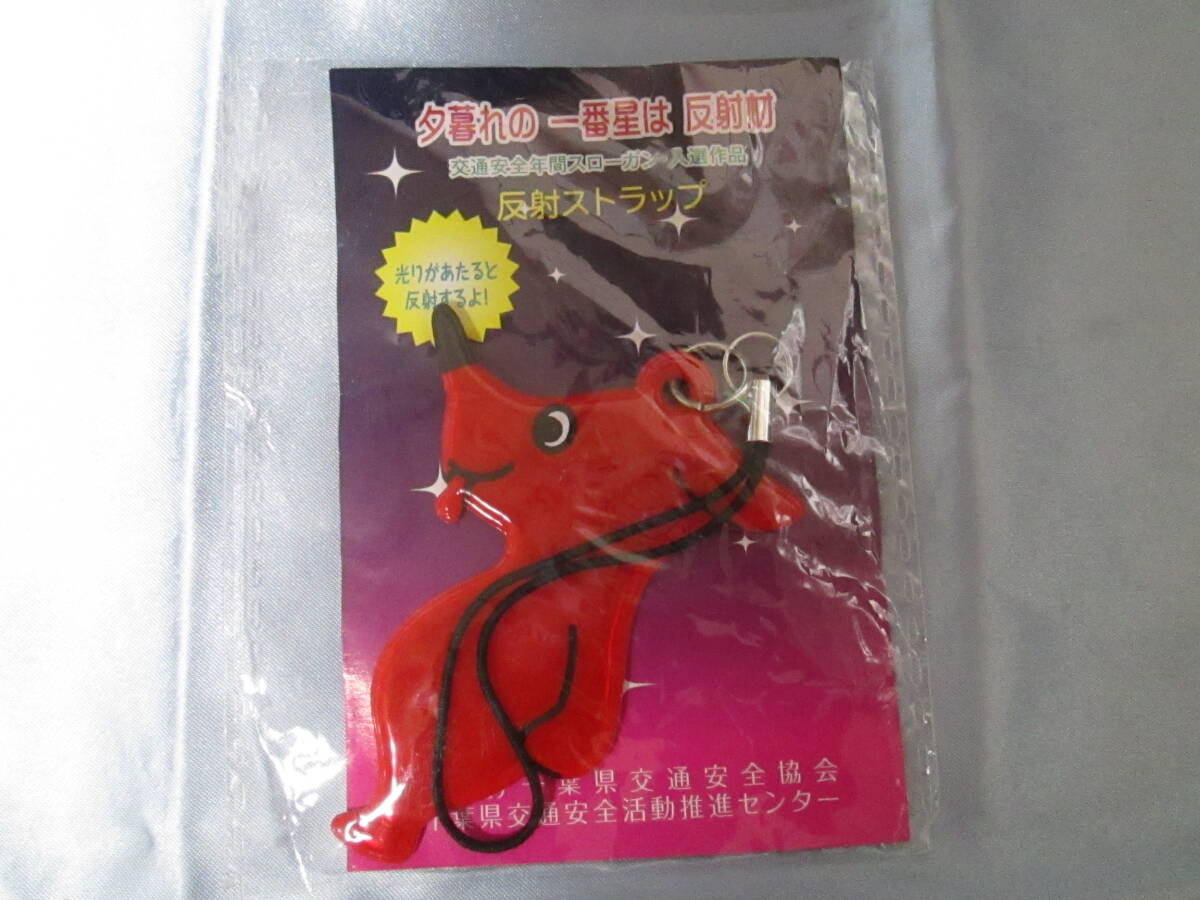 夕暮れの 一番星は 反射材
交通安全年間スローガン 入選作品
反射ストラップ
光りがあたると
反射するよ!
千葉県交通安全協会
千葉県交通安全活動推進センター